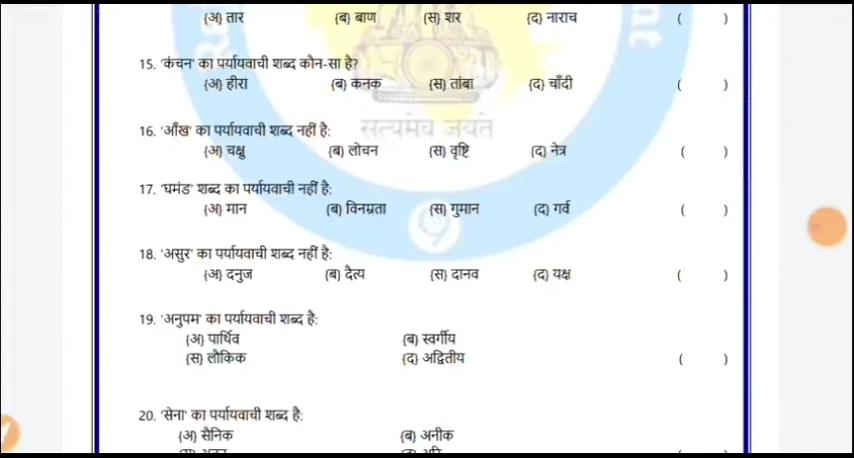 (अ) तार (ब) बाण (स) शर (द) नाराच ( )
15. 'कंचन' का पर्यायवाची शब्द कौन-सा है?
(अ) हीरा (ब) कनक (स) तांबा (द) चाँदी ( )
सत्यमेव जयते
16. 'आँख' का पर्यायवाची शब्द नहीं है:
(अ) चक्षु (ब) लोचन (स) वृष्टि (द) नेत्र ( )
17. 'घमंड' शब्द का पर्यायवाची नहीं है:
(अ) मान (ब) विनम्रता (स) गुमान (द) गर्व ( )
18. 'असुर' का पर्यायवाची शब्द नहीं है:
(अ) दनुज (ब) दैत्य (स) दानव (द) यक्ष ( )
19. 'अनुपम' का पर्यायवाची शब्द है:
(अ) पार्थिव (ब) स्वर्गीय
(स) लौकिक (द) अद्वितीय ( )
20. 'सेना' का पर्यायवाची शब्द है:
(अ) सैनिक (ब) अनीक